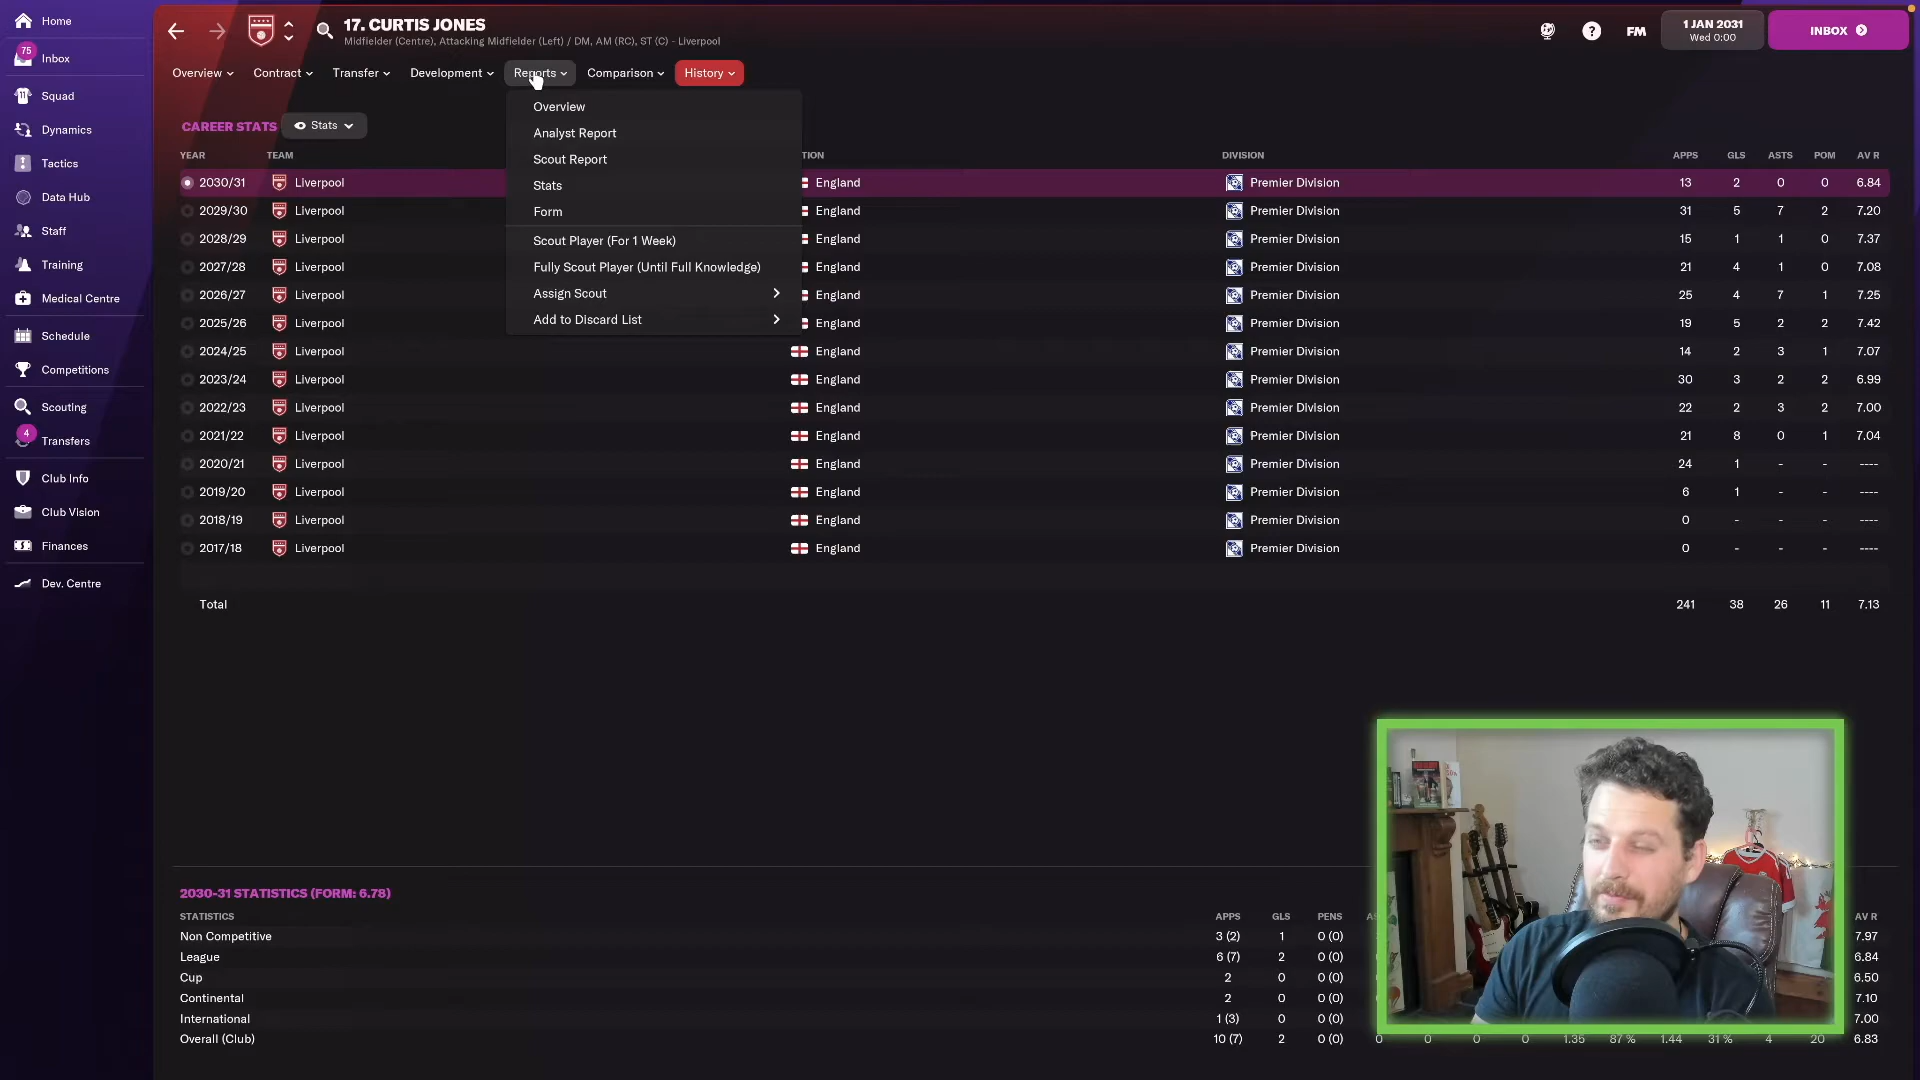 Home
75
Inbox
Squad
Dynamics
Tactics
Data Hub
Staff
Training
Medical Centre
Schedule
Competitions
Scouting
4
Transfers
Club Info
Club Vision
Finances
Dev. Centre
17. CURTIS JONES
Midfielder (Centre), Attacking Midfielder (Left) / DM, AM (RC), ST (C) - Liverpool
FM
1 JAN 2031
Wed 0:00
INBOX
Overview Contract Transfer Development Reports Comparison History
Overview
Analyst Report
Scout Report
Stats
Form
Scout Player (For 1 Week)
Fully Scout Player (Until Full Knowledge)
Assign Scout
Add to Discard List
CAREER STATS Stats
YEAR TEAM TION DIVISION APPS GLS ASTS POM AV R
2030/31 Liverpool England Premier Division 13 2 0 0 6.84
2029/30 Liverpool England Premier Division 31 5 7 2 7.20
2028/29 Liverpool England Premier Division 15 1 1 0 7.37
2027/28 Liverpool England Premier Division 21 4 1 0 7.08
2026/27 Liverpool England Premier Division 25 4 7 1 7.25
2025/26 Liverpool England Premier Division 19 5 2 2 7.42
2024/25 Liverpool England Premier Division 14 2 3 1 7.07
2023/24 Liverpool England Premier Division 30 3 2 2 6.99
2022/23 Liverpool England Premier Division 22 2 3 2 7.00
2021/22 Liverpool England Premier Division 21 8 0 1 7.04
2020/21 Liverpool England Premier Division 24 1 - - ----
2019/20 Liverpool England Premier Division 6 1 - - ----
2018/19 Liverpool England Premier Division 0 - - - ----
2017/18 Liverpool England Premier Division 0 - - - ----
Total 241 38 26 11 7.13
2030-31 STATISTICS (FORM: 6.78)
STATISTICS APPS GLS PENS AV R
Non Competitive 3 (2) 1 0 (0) 7.97
League 6 (7) 2 0 (0) 6.84
Cup 2 0 0 (0) 6.50
Continental 2 0 0 (0) 7.10
International 1 (3) 0 0 (0) 7.00
Overall (Club) 10 (7) 2 0 (0) 0 0 0 0 1.35 87 % 1.44 31 % 4 20 6.83